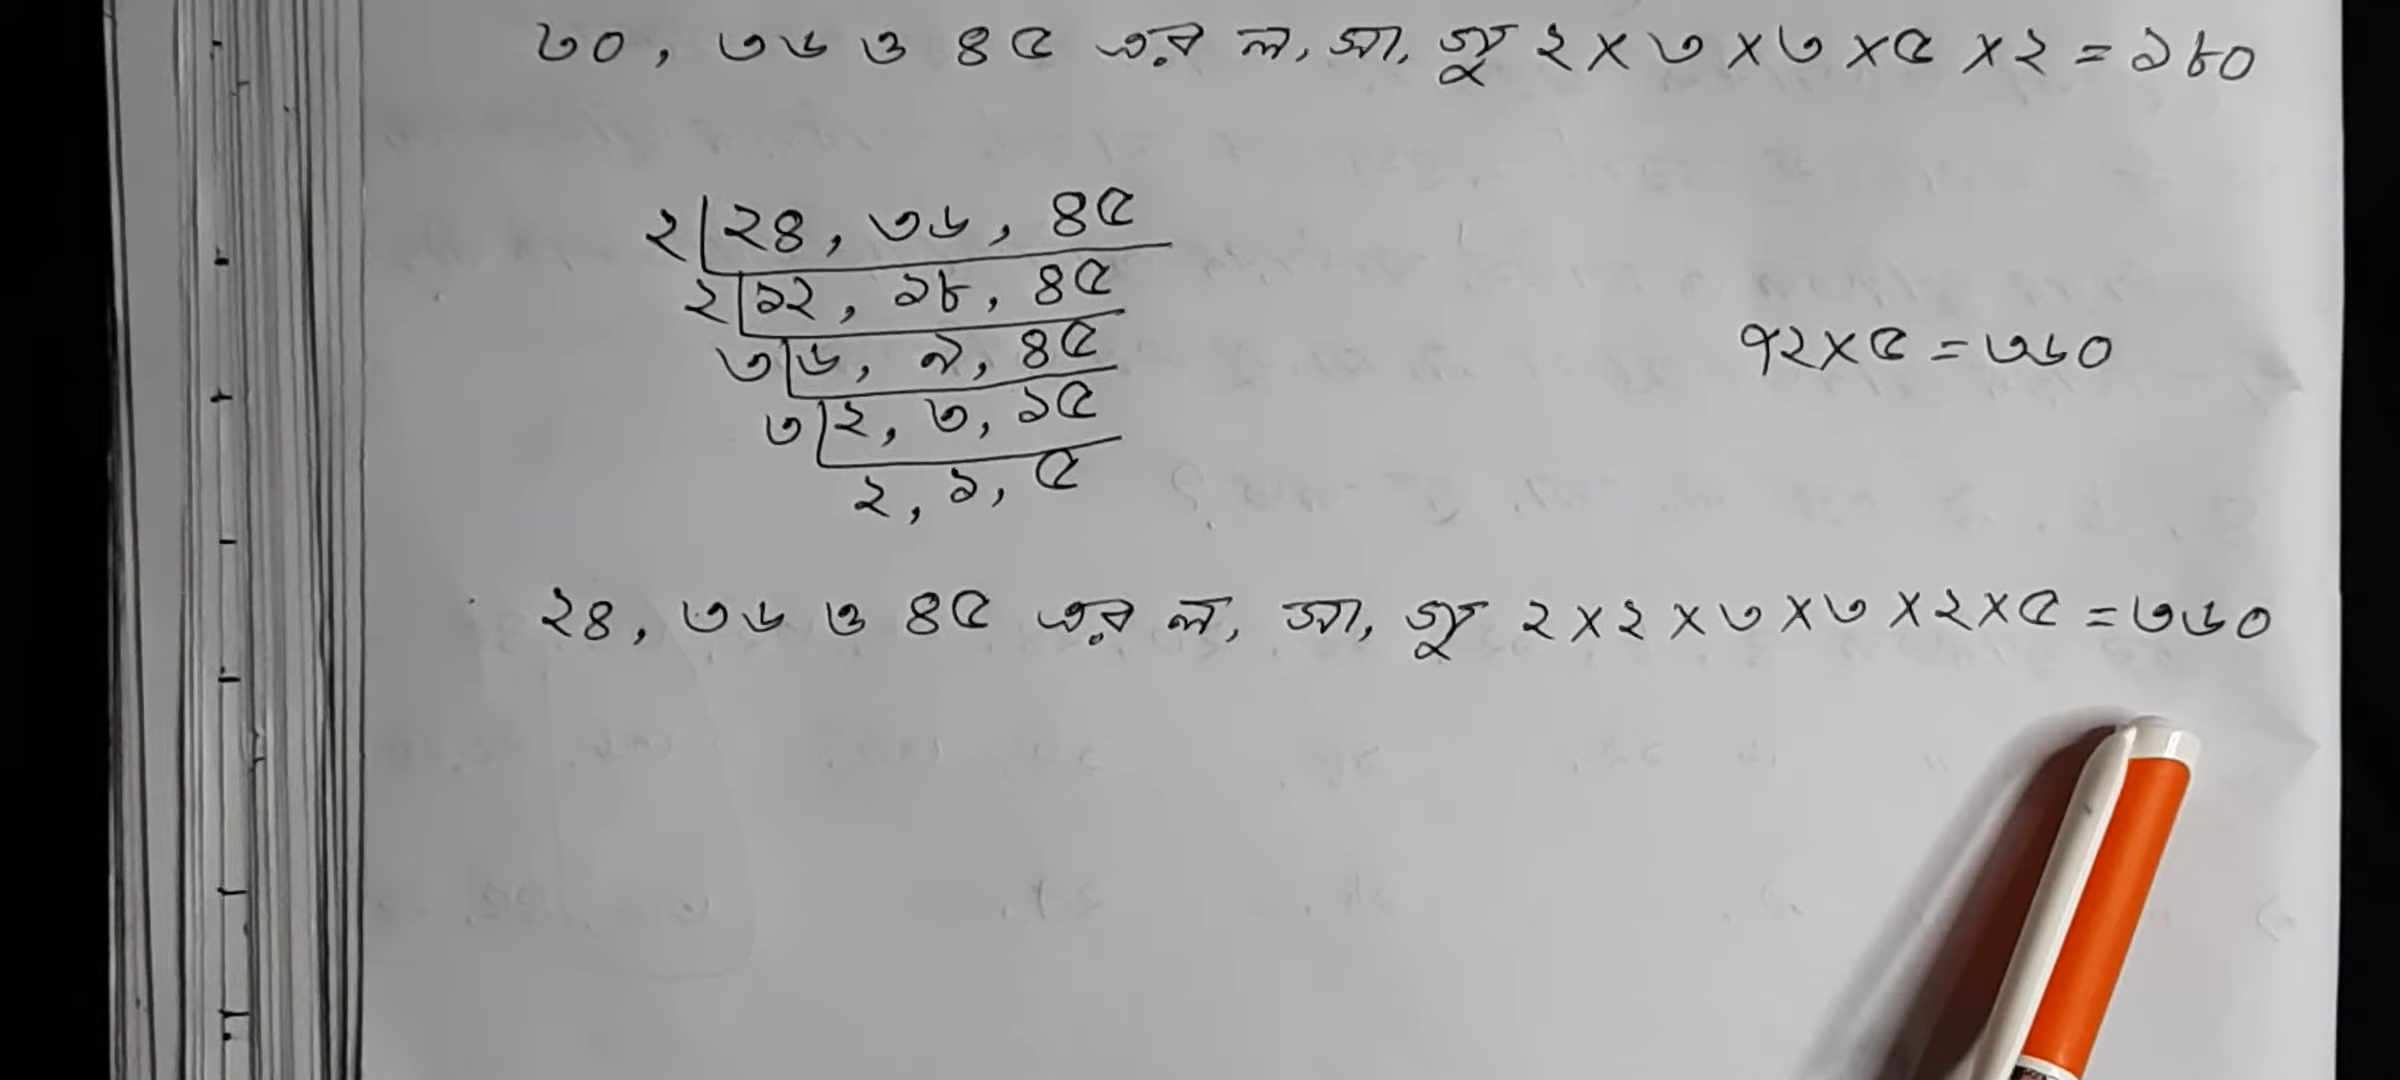 ৩০, ৩৬ ও ৪৫ এর ল, সা, গু ২ × ৩ × ৩ × ৫ × ২ = ১৮০
২ ২৪, ৩৬, ৪৫
২ ১২, ১৮, ৪৫
৩ ৬, ৯, ৪৫
৭২×৫ = ৩৬০
৩ ২, ৩, ১৫
২, ১, ৫
২৪, ৩৬ ও ৪৫ এর ল, সা, গু ২ × ২ × ৩ × ৩ × ২ × ৫ = ৩৬০